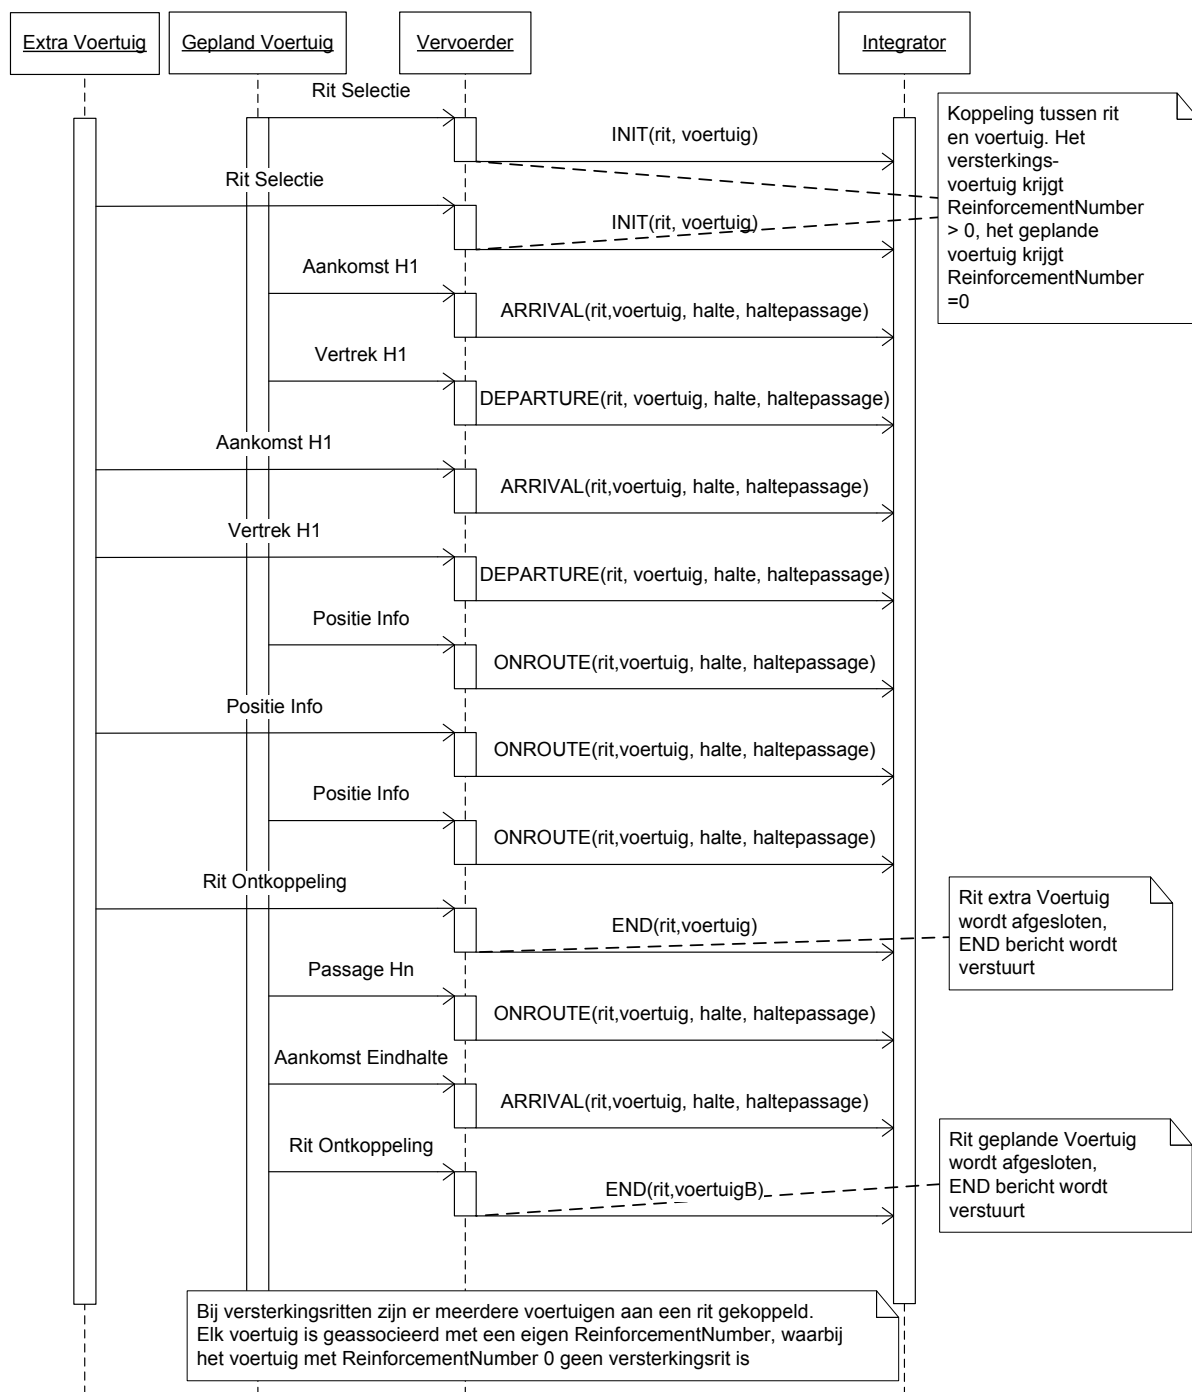 Extra Voertuig
Gepland Voertuig
Vervoerder
Integrator
Rit Selectie
INIT(rit, voertuig)
Koppeling tussen rit
en voertuig. Het
versterkings-
voertuig krijgt
ReinforcementNumber
> 0, het geplande
voertuig krijgt
ReinforcementNumber
=0
Rit Selectie
INIT(rit, voertuig)
Aankomst H1
ARRIVAL(rit,voertuig, halte, haltepassage)
Vertrek H1
DEPARTURE(rit, voertuig, halte, haltepassage)
Aankomst H1
ARRIVAL(rit,voertuig, halte, haltepassage)
Vertrek H1
DEPARTURE(rit, voertuig, halte, haltepassage)
Positie Info
ONROUTE(rit,voertuig, halte, haltepassage)
Positie Info
ONROUTE(rit,voertuig, halte, haltepassage)
Positie Info
ONROUTE(rit,voertuig, halte, haltepassage)
Rit Ontkoppeling
END(rit,voertuig)
Rit extra Voertuig
wordt afgesloten,
END bericht wordt
verstuurt
Passage Hn
ONROUTE(rit,voertuig, halte, haltepassage)
Aankomst Eindhalte
ARRIVAL(rit,voertuig, halte, haltepassage)
Rit Ontkoppeling
END(rit,voertuigB)
Rit geplande Voertuig
wordt afgesloten,
END bericht wordt
verstuurt
Bij versterkingsritten zijn er meerdere voertuigen aan een rit gekoppeld.
Elk voertuig is geassocieerd met een eigen ReinforcementNumber, waarbij
het voertuig met ReinforcementNumber 0 geen versterkingsrit is